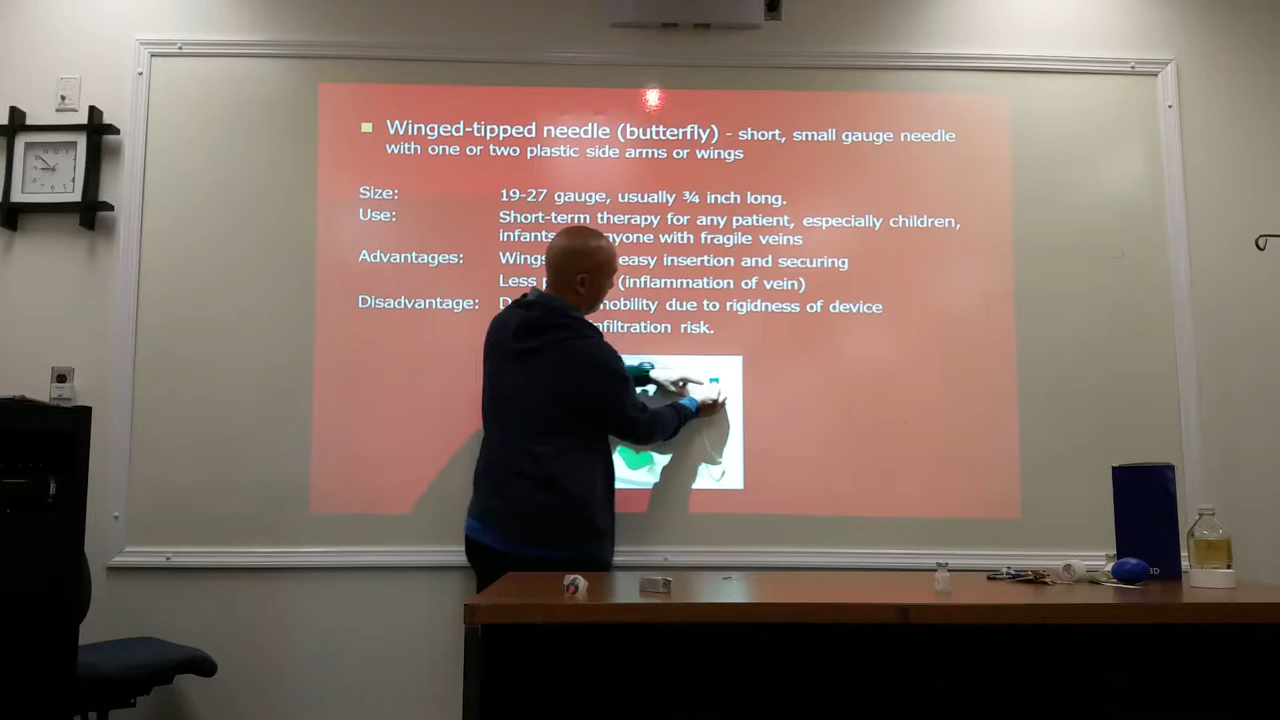 Winged-tipped needle (butterfly) - short, small gauge needle
with one or two plastic side arms or wings
Size: 19-27 gauge, usually ¾ inch long.
Use: Short-term therapy for any patient, especially children,
infants anyone with fragile veins
Advantages: Wings easy insertion and securing
Less (inflammation of vein)
Disadvantage: mobility due to rigidness of device
infiltration risk.